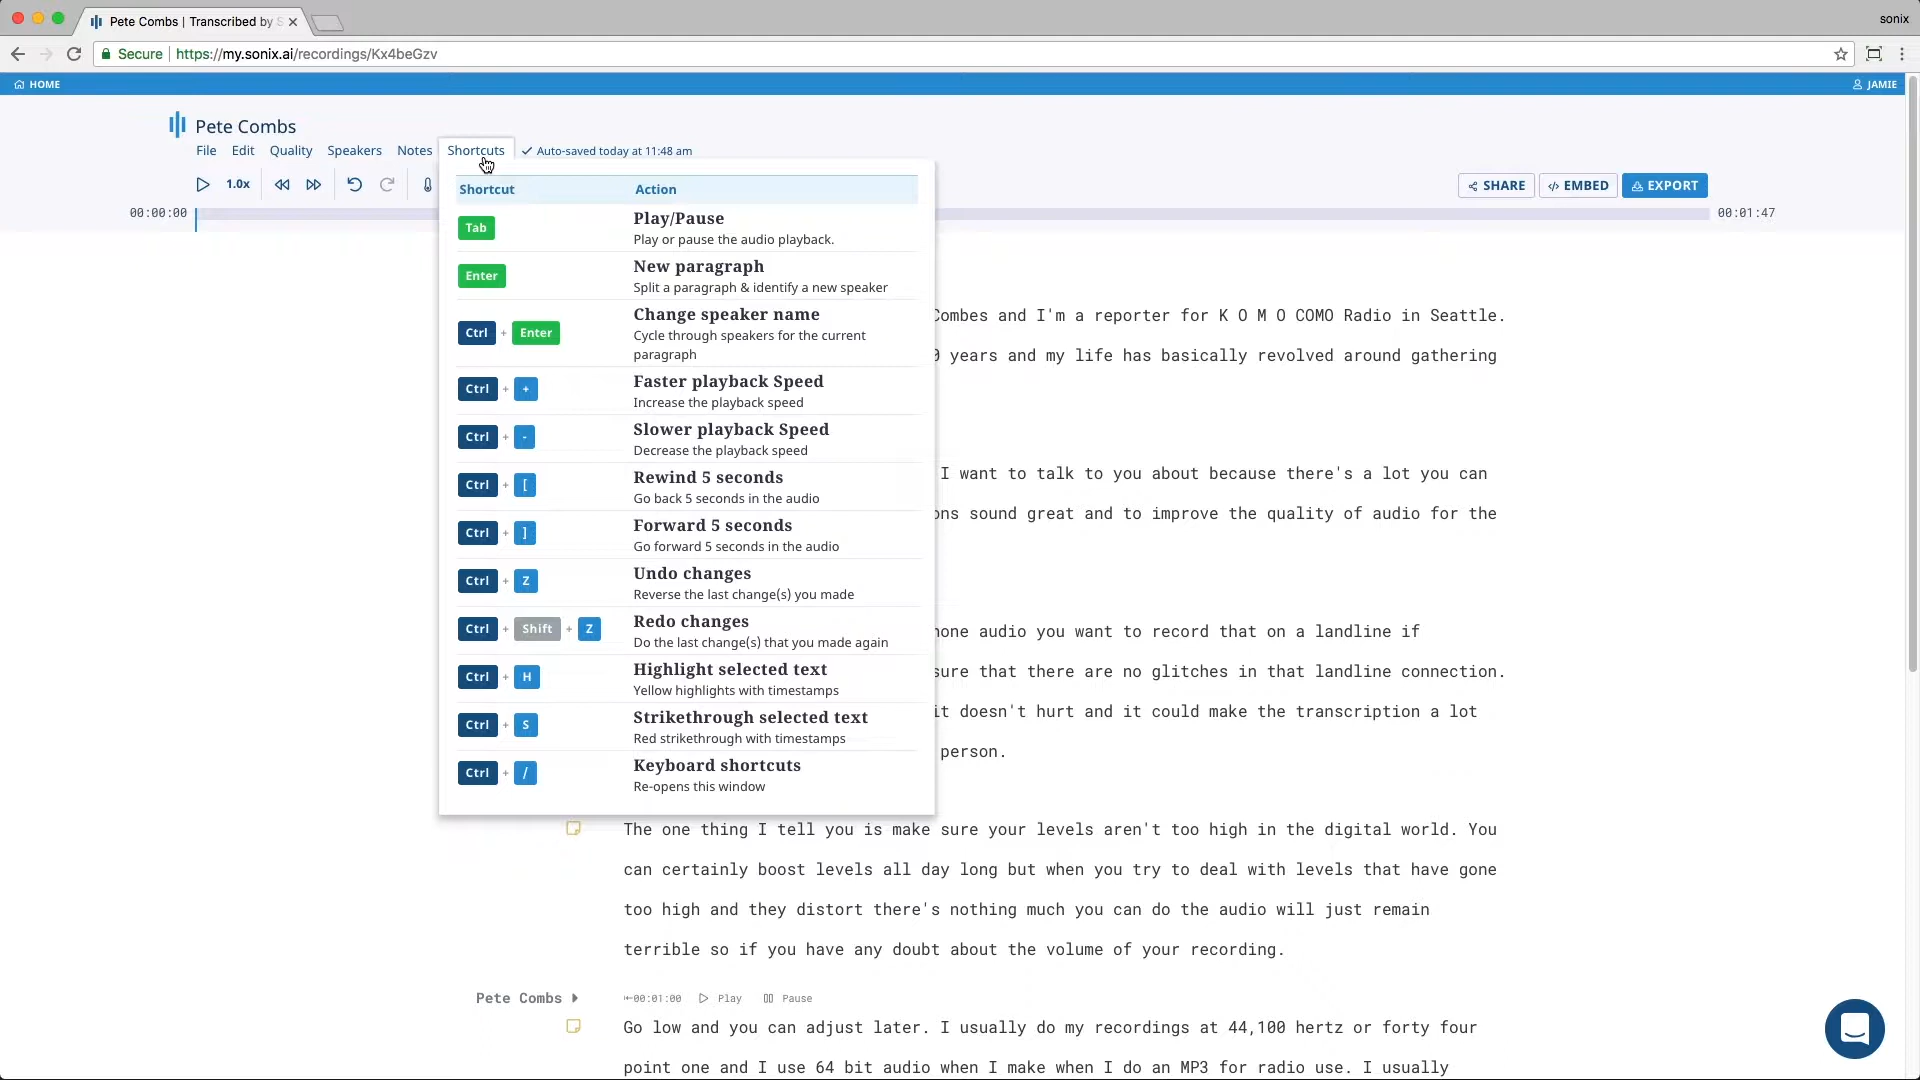 Pete Combs | Transcribed by S
sonix
Secure https://my.sonix.ai/recordings/Kx4beGzv
HOME
JAMIE
Pete Combs
File Edit Quality Speakers Notes Shortcuts Auto-saved today at 11:48 am
1.0x
SHARE EMBED EXPORT
00:00:00
00:01:47
Shortcut Action
Tab Play/Pause
Play or pause the audio playback.
Enter New paragraph
Split a paragraph & identify a new speaker
Ctrl + Enter Change speaker name
Cycle through speakers for the current
paragraph
Ctrl + + Faster playback Speed
Increase the playback speed
Ctrl + - Slower playback Speed
Decrease the playback speed
Ctrl + [ Rewind 5 seconds
Go back 5 seconds in the audio
Ctrl + ] Forward 5 seconds
Go forward 5 seconds in the audio
Ctrl + Z Undo changes
Reverse the last change(s) you made
Ctrl + Shift + Z Redo changes
Do the last change(s) that you made again
Ctrl + H Highlight selected text
Yellow highlights with timestamps
Ctrl + S Strikethrough selected text
Red strikethrough with timestamps
Ctrl + / Keyboard shortcuts
Re-opens this window
Combes and I'm a reporter for K O M O COMO Radio in Seattle.
0 years and my life has basically revolved around gathering
I want to talk to you about because there's a lot you can
ons sound great and to improve the quality of audio for the
hone audio you want to record that on a landline if
sure that there are no glitches in that landline connection.
it doesn't hurt and it could make the transcription a lot
person.
The one thing I tell you is make sure your levels aren't too high in the digital world. You
can certainly boost levels all day long but when you try to deal with levels that have gone
too high and they distort there's nothing much you can do the audio will just remain
terrible so if you have any doubt about the volume of your recording.
Pete Combs 00:01:00 Play Pause
Go low and you can adjust later. I usually do my recordings at 44,100 hertz or forty four
point one and I use 64 bit audio when I make when I do an MP3 for radio use. I usually